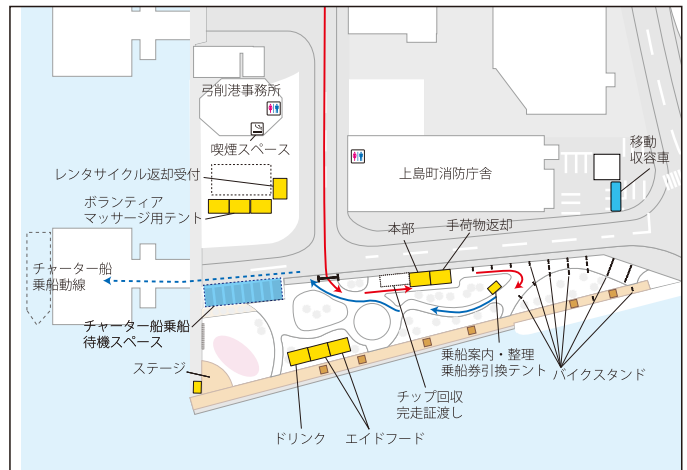 弓削港事務所
喫煙スペース
レンタサイクル返却受付
ボランティア
マッサージ用テント
上島町消防庁舎
移動
収容車
本部
手荷物返却
チャーター船
乗船動線
チャーター船乗船
待機スペース
ステージ
ドリンク
エイドフード
チップ回収
完走証渡し
乗船案内・整理
乗船券引換テント
バイクスタンド